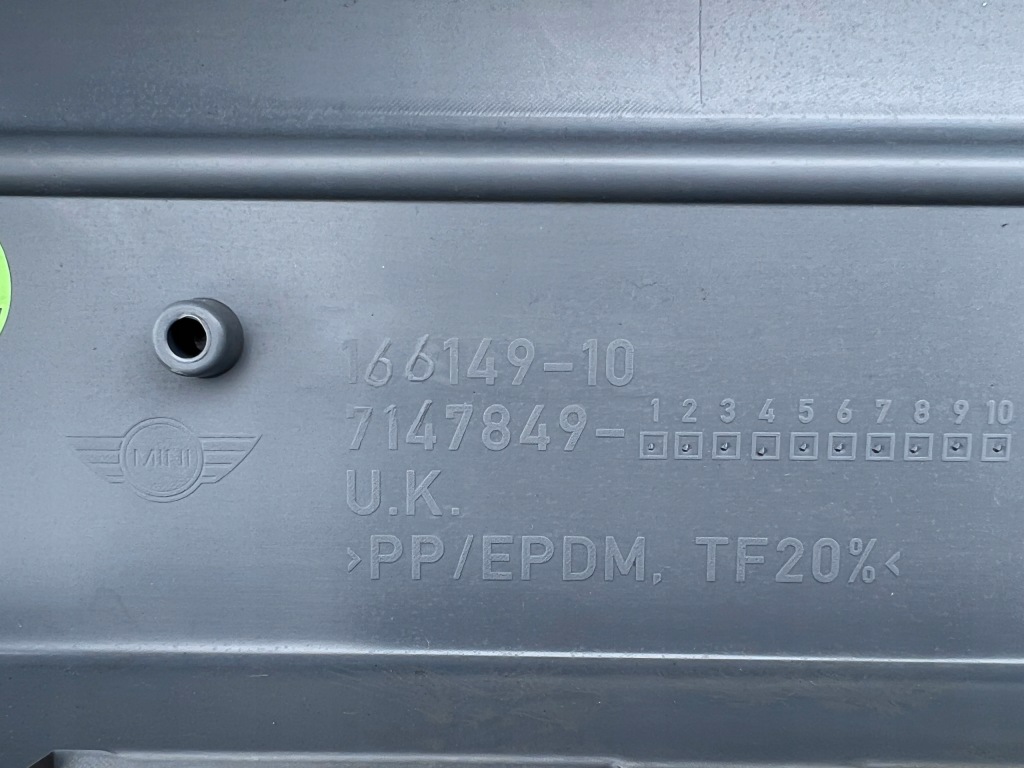 166149-10
7147849- 1 2 3 4 5 6 7 8 9 10
MINI
U.K.
>PP/EPDM, TF20%<